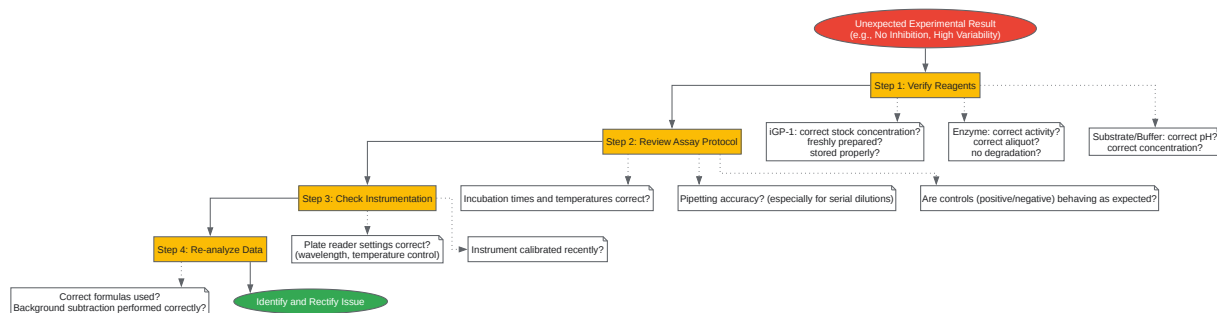 Unexpected Experimental Result
(e.g., No Inhibition, High Variability)
Step 1: Verify Reagents
iGP-1: correct stock concentration?
freshly prepared?
stored properly?
Enzyme: correct activity?
correct aliquot?
no degradation?
Substrate/Buffer: correct pH?
correct concentration?
Step 2: Review Assay Protocol
Incubation times and temperatures correct?
Pipetting accuracy? (especially for serial dilutions)
Are controls (positive/negative) behaving as expected?
Step 3: Check Instrumentation
Plate reader settings correct?
(wavelength, temperature control)
Instrument calibrated recently?
Step 4: Re-analyze Data
Correct formulas used?
Background subtraction performed correctly?
Identify and Rectify Issue